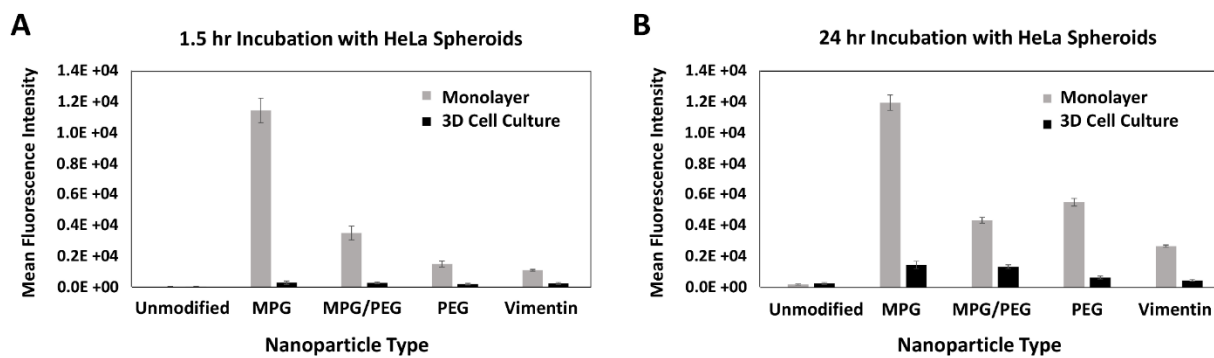 A
1.5 hr Incubation with HeLa Spheroids
Mean Fluorescence Intensity
1.4E +04
1.2E +04
1.0E +04
0.8E +04
0.6E +04
0.4E +04
0.2E +04
0.0E +00
Monolayer
3D Cell Culture
Unmodified MPG MPG/PEG PEG Vimentin
Nanoparticle Type
B
24 hr Incubation with HeLa Spheroids
Mean Fluorescence Intensity
1.4E +04
1.2E +04
1.0E +04
0.8E +04
0.6E +04
0.4E +04
0.2E +04
0.0E +00
Monolayer
3D Cell Culture
Unmodified MPG MPG/PEG PEG Vimentin
Nanoparticle Type